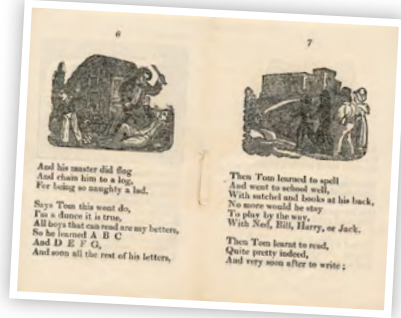 6
And his master did flog
And chain him to a log,
For being so naughty a lad.
Says Tom this wont do,
I'm a dunce it is true,
All boys that can read are my betters,
So he learned A B C
And D E F G,
And soon all the rest of his letters,
7
Then Tom learned to spell
And went to school well,
With satchel and books at his back,
No more would he stay
To play by the way,
With Ned, Bill, Harry, or Jack.
Then Tom learnt to read,
Quite pretty indeed,
And very soon after to write;